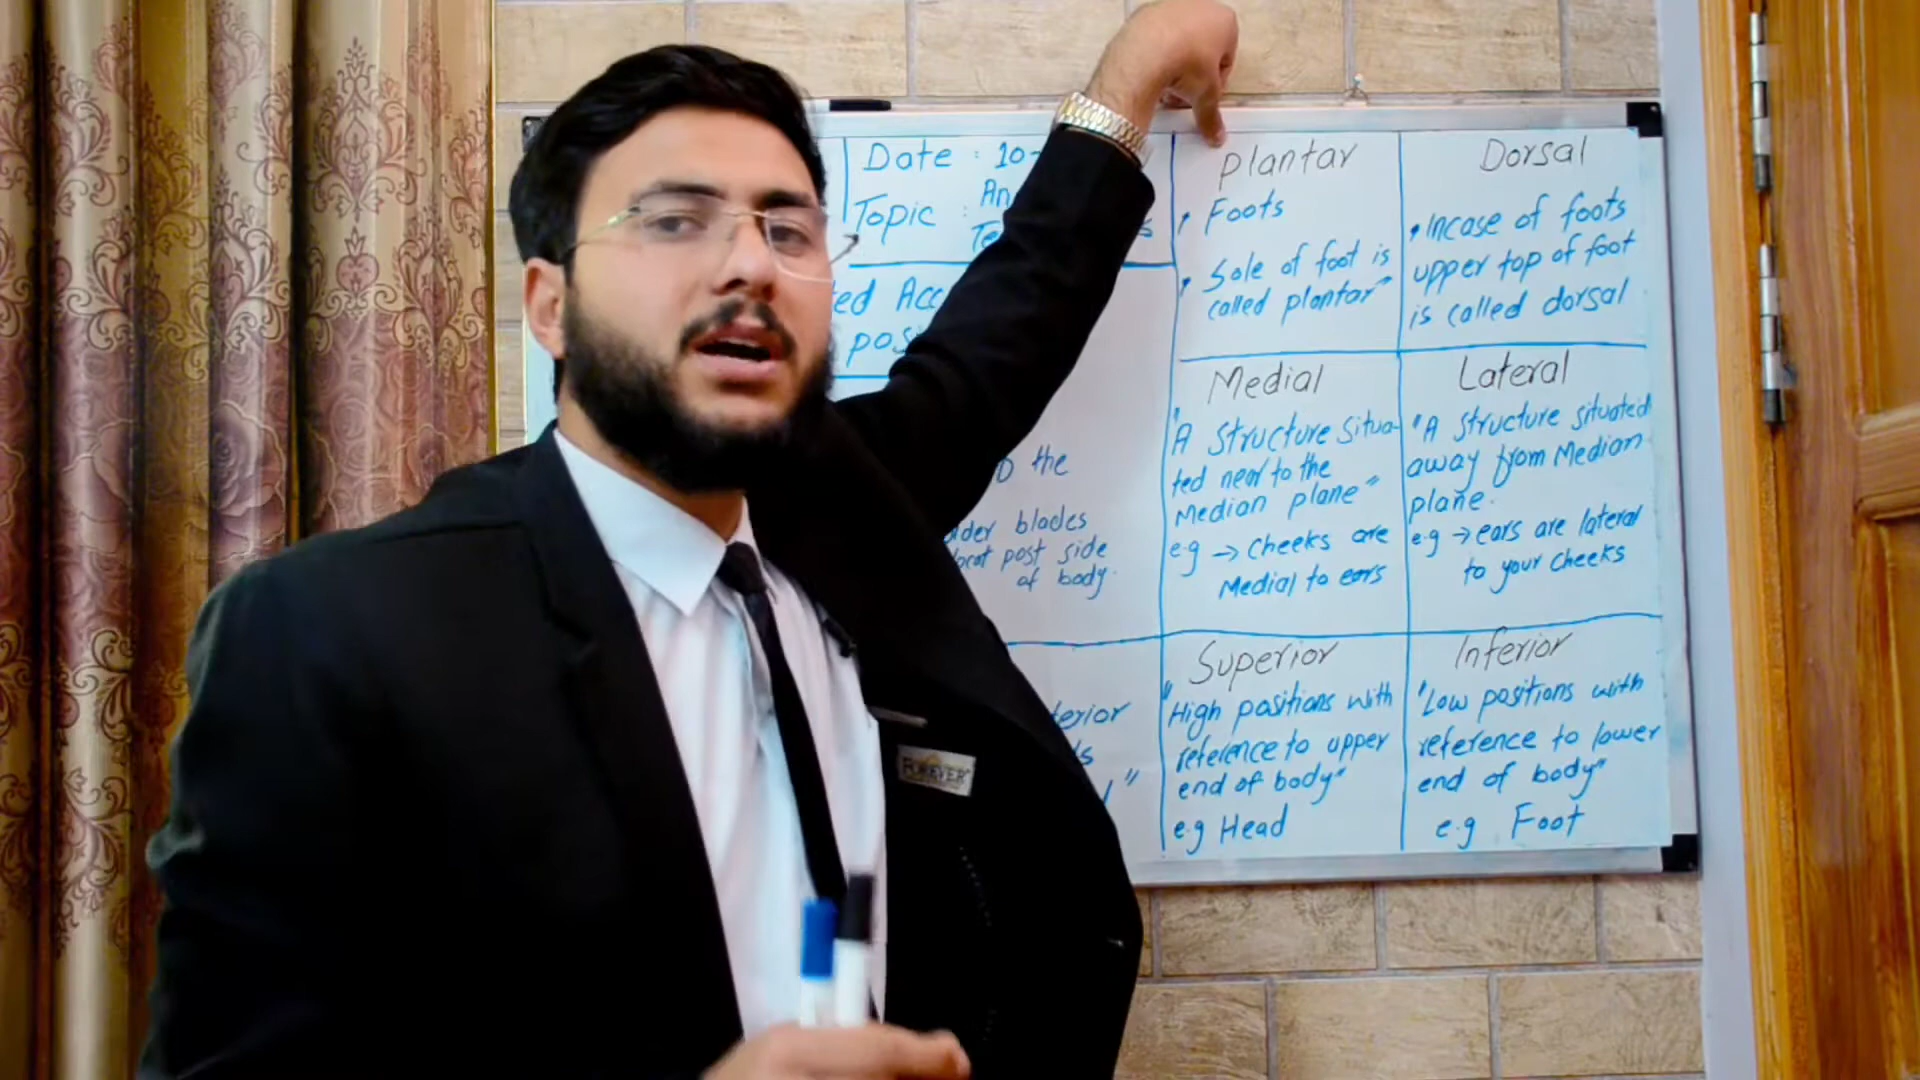 Date : 10-
Topic :
Acc
the
blades
post side
of body.
plantar
Foots
Sole of foot is
called plantar"
Dorsal
Incase of foots
upper top of foot
is called dorsal
Medial
"A structure situa-
ted near to the
Median plane"
e.g → Cheeks are
Medial to ears
Lateral
"A structure situated
away from Median
plane.
e.g → ears are lateral
to your cheeks
Superior
"High positions with
reference to upper
end of body"
e.g Head
Inferior
"Low positions with
reference to lower
end of body"
e.g Foot
FOREVER